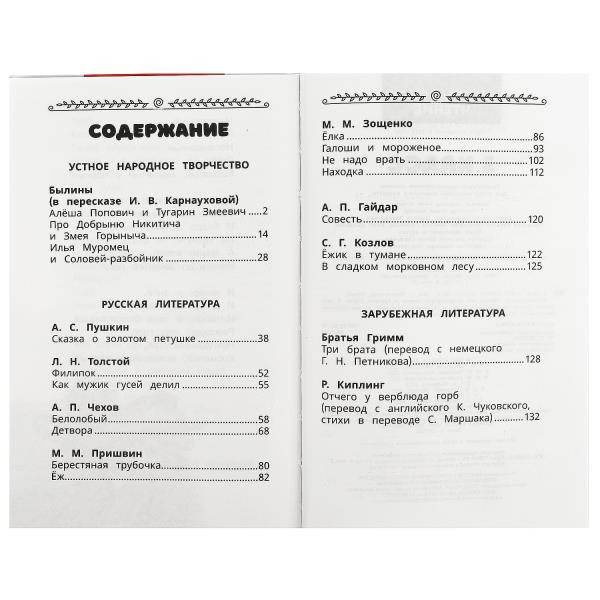 СОДЕРЖАНИЕ
УСТНОЕ НАРОДНОЕ ТВОРЧЕСТВО
Былины
(в пересказе И. В. Карнауховой)
Алёша Попович и Тугарин Змеевич.....2
Про Добрыню Никитича
и Змея Горыныча.....14
Илья Муромец
и Соловей-разбойник.....28
РУССКАЯ ЛИТЕРАТУРА
А. С. Пушкин
Сказка о золотом петушке.....38
Л. Н. Толстой
Филипок.....52
Как мужик гусей делил.....55
А. П. Чехов
Белолобый.....58
Детвора.....68
М. М. Пришвин
Берестяная трубочка.....80
Ёж.....82
М. М. Зощенко
Ёлка.....86
Галоши и мороженое.....93
Не надо врать.....102
Находка.....112
А. П. Гайдар
Совесть.....120
С. Г. Козлов
Ёжик в тумане.....122
В сладком морковном лесу.....125
ЗАРУБЕЖНАЯ ЛИТЕРАТУРА
Братья Гримм
Три брата (перевод с немецкого
Г. Н. Петникова).....128
Р. Киплинг
Отчего у верблюда горб
(перевод с английского К. Чуковского,
стихи в переводе С. Маршака).....132